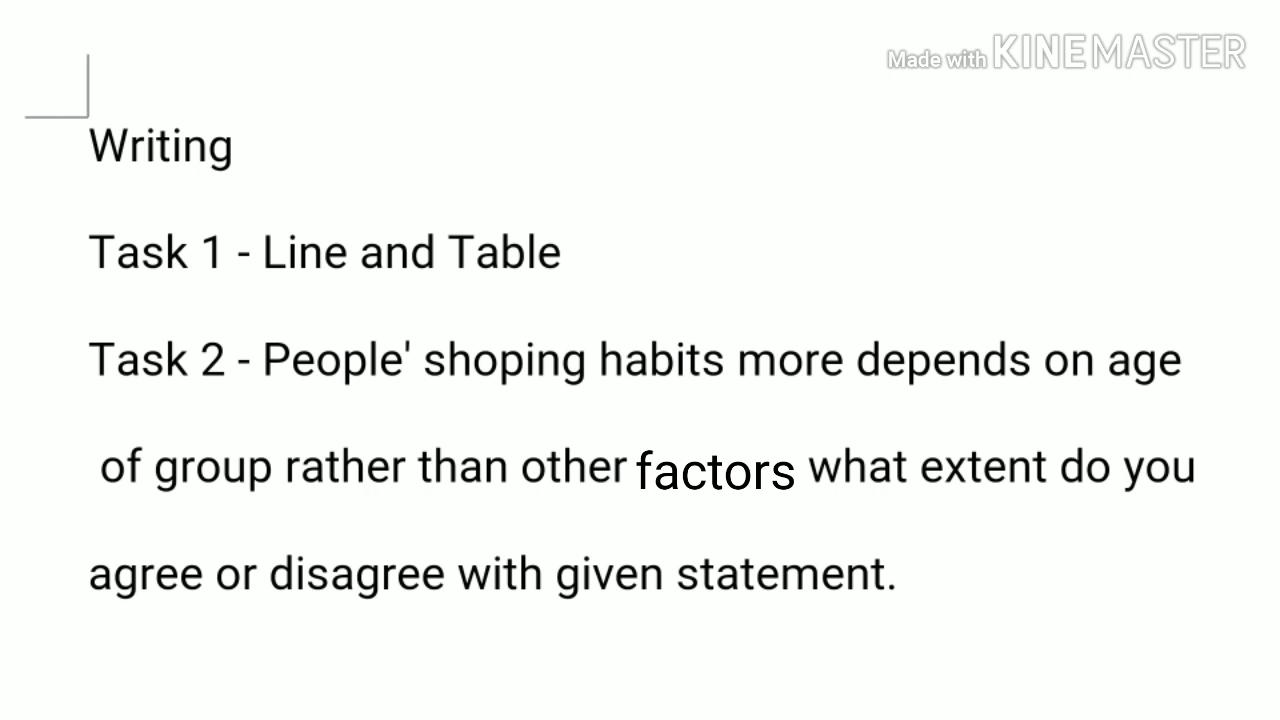 Made with KINEMASTER
Writing
Task 1 - Line and Table
Task 2 - People' shoping habits more depends on age
of group rather than other factors what extent do you
agree or disagree with given statement.